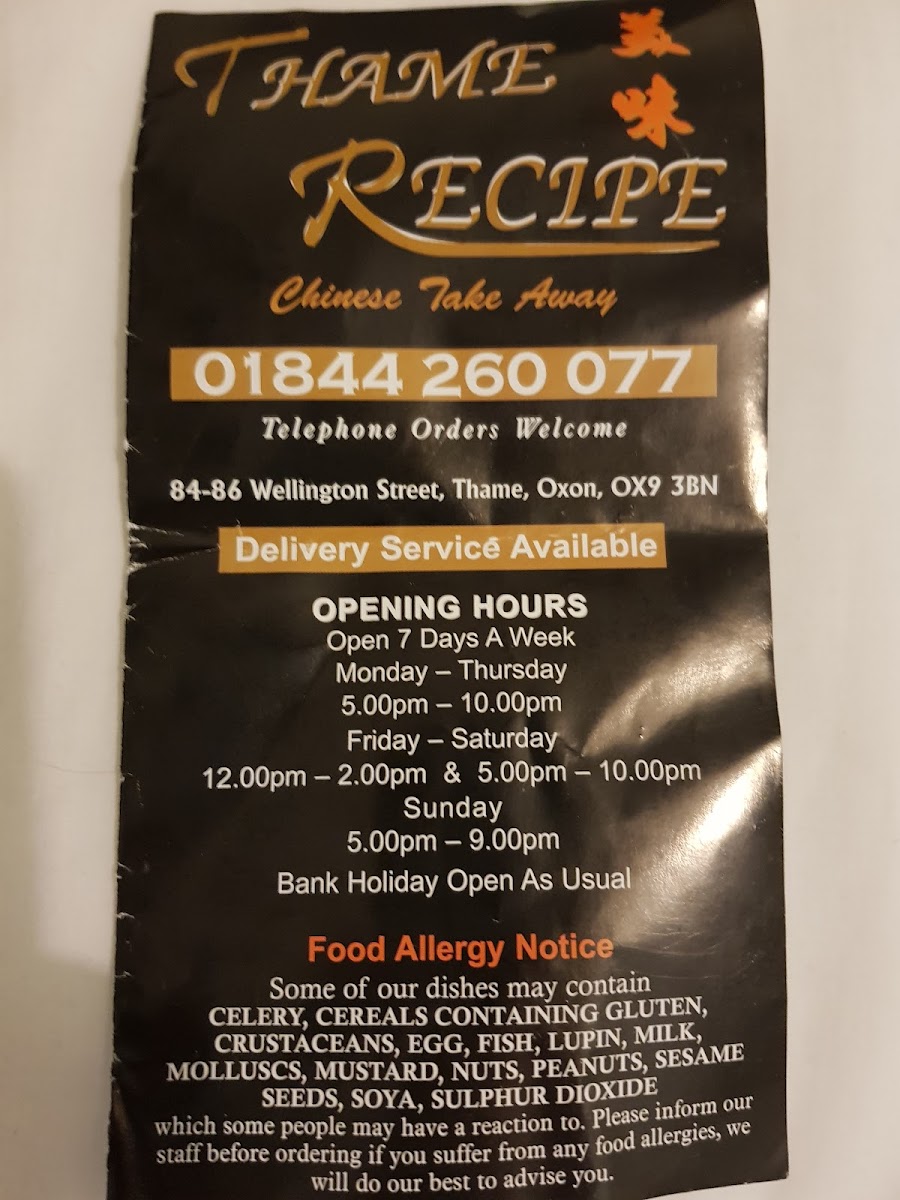 THAME
美味
RECIPE
Chinese Take Away
01844 260 077
Telephone Orders Welcome
84-86 Wellington Street, Thame, Oxon, OX9 3BN
Delivery Service Available
OPENING HOURS
Open 7 Days A Week
Monday – Thursday
5.00pm – 10.00pm
Friday – Saturday
12.00pm – 2.00pm & 5.00pm – 10.00pm
Sunday
5.00pm – 9.00pm
Bank Holiday Open As Usual
Food Allergy Notice
Some of our dishes may contain
CELERY, CEREALS CONTAINING GLUTEN,
CRUSTACEANS, EGG, FISH, LUPIN, MILK,
MOLLUSCS, MUSTARD, NUTS, PEANUTS, SESAME
SEEDS, SOYA, SULPHUR DIOXIDE
which some people may have a reaction to. Please inform our
staff before ordering if you suffer from any food allergies, we
will do our best to advise you.